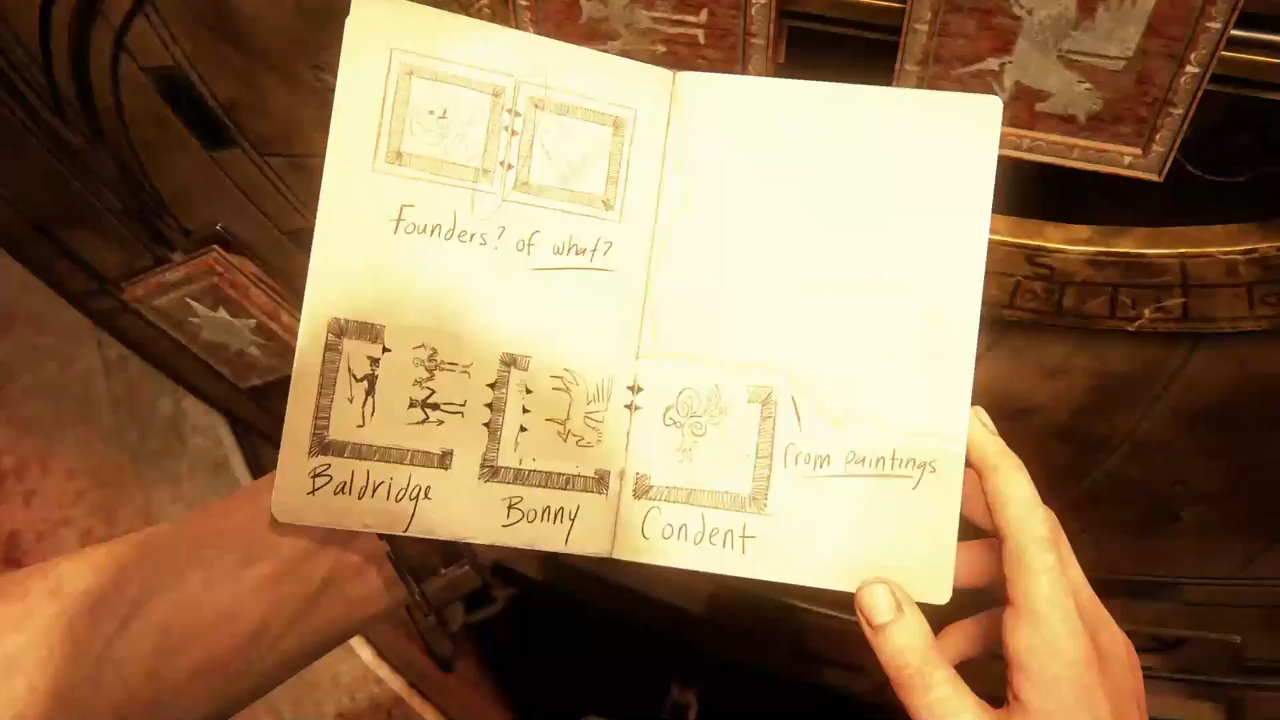 Founders? of what?
from paintings
Baldridge
Bonny
Condent